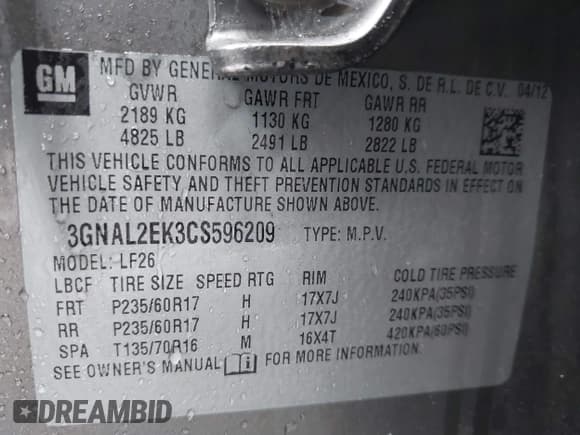 GM
MFD BY GENERAL MOTORS DE MEXICO, S. DE R.L. DE C.V. 04/12
GVWR GAWR FRT GAWR RR
2189 KG 1130 KG 1280 KG
4825 LB 2491 LB 2822 LB
THIS VEHICLE CONFORMS TO ALL APPLICABLE U.S. FEDERAL MOTOR
VEHICLE SAFETY AND THEFT PREVENTION STANDARDS IN EFFECT ON
THE DATE OF MANUFACTURE SHOWN ABOVE.
3GNAL2EK3CS596209 TYPE: M.P.V.
MODEL: LF26
LBCF TIRE SIZE SPEED RTG RIM COLD TIRE PRESSURE
FRT P235/60R17 H 17X7J 240KPA(35PSI)
RR P235/60R17 H 17X7J 240KPA(35PSI)
SPA T135/70R16 M 16X4T 420KPA(60PSI)
SEE OWNER'S MANUAL FOR MORE INFORMATION.
DREAMBID